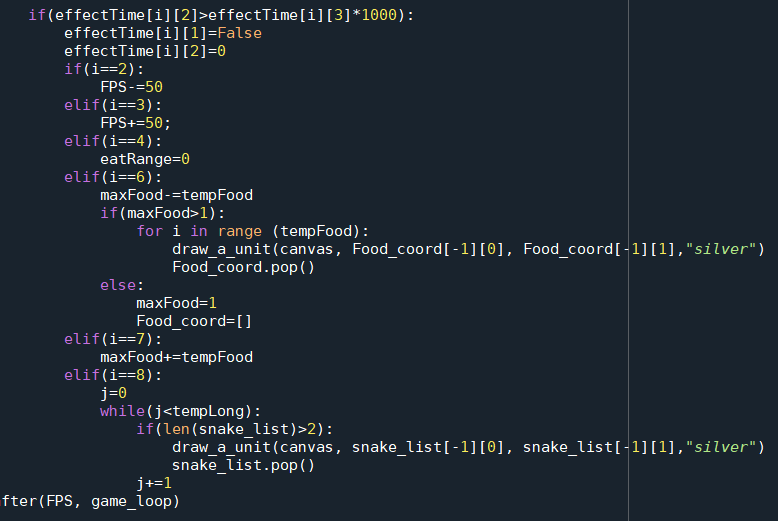 if(effectTime[i][2]>effectTime[i][3]*1000):
effectTime[i][1]=False
effectTime[i][2]=0
if(i==2):
FPS-=50
elif(i==3):
FPS+=50;
elif(i==4):
eatRange=0
elif(i==6):
maxFood-=tempFood
if(maxFood>1):
for i in range (tempFood):
draw_a_unit(canvas, Food_coord[-1][0], Food_coord[-1][1],"silver")
Food_coord.pop()
else:
maxFood=1
Food_coord=[]
elif(i==7):
maxFood+=tempFood
elif(i==8):
j=0
while(j<tempLong):
if(len(snake_list)>2):
draw_a_unit(canvas, snake_list[-1][0], snake_list[-1][1],"silver")
snake_list.pop()
j+=1
fter(FPS, game_loop)